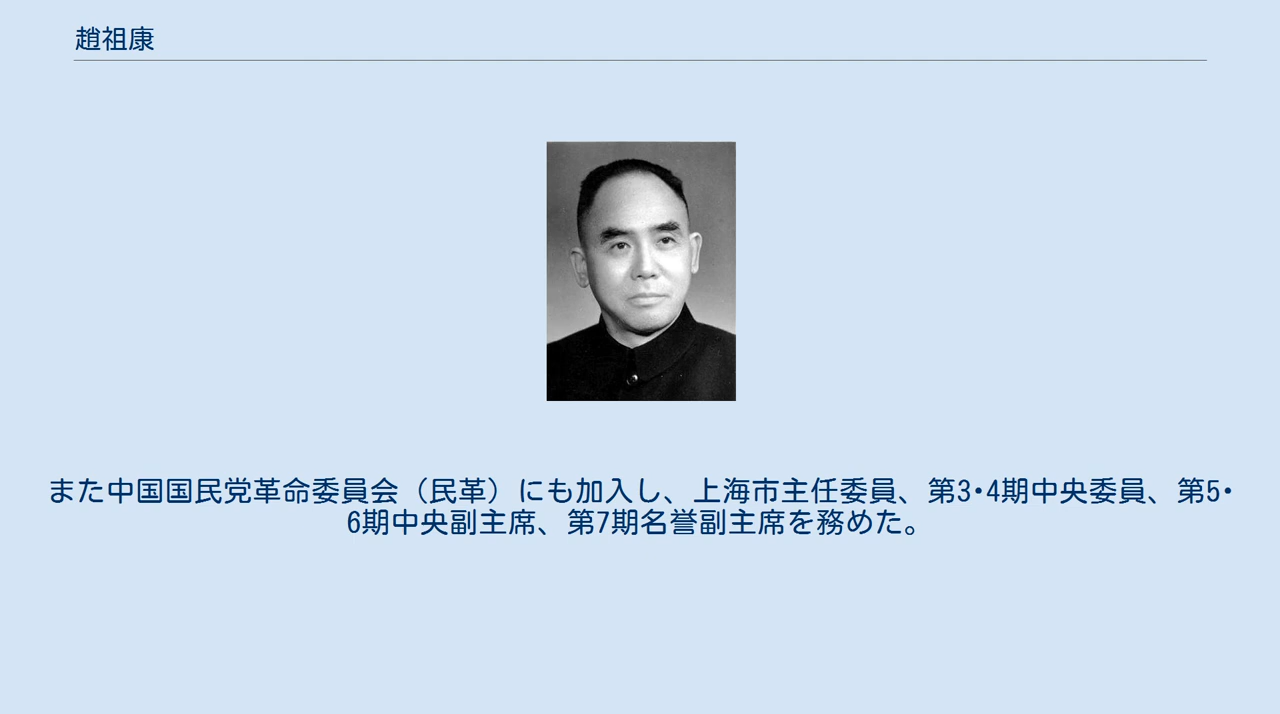 趙祖康
また中国国民党革命委員会（民革）にも加入し、上海市主任委員、第3・4期中央委員、第5・
6期中央副主席、第7期名誉副主席を務めた。